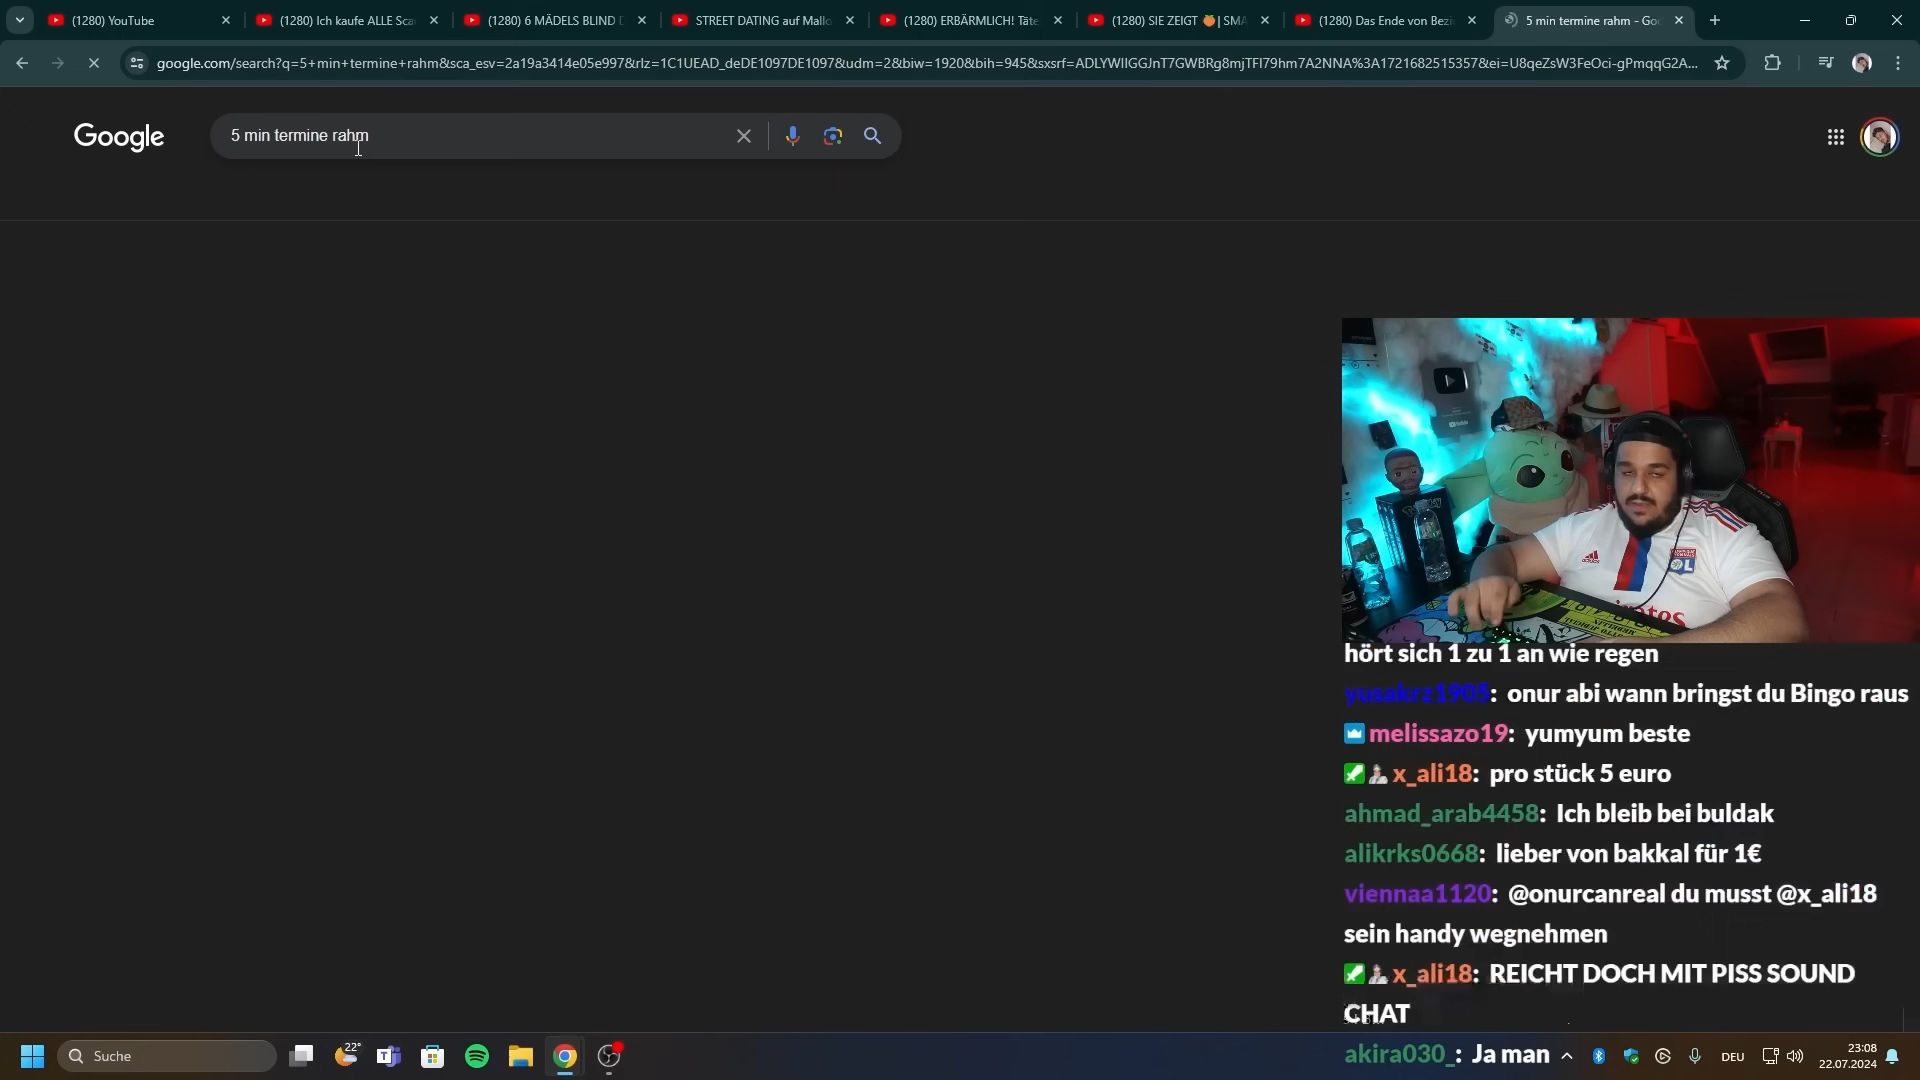 (1280) YouTube
(1280) Ich kaufe ALLE Sca
(1280) 6 MÄDELS BLIND D
STREET DATING auf Mallo
(1280) ERBÄRMLICH! Täte
(1280) SIE ZEIGT 🍑| SMA
(1280) Das Ende von Bezi
5 min termine rahm - Goo
google.com/search?q=5+min+termine+rahm&sca_esv=2a19a3414e05e997&rlz=1C1UEAD_deDE1097DE1097&udm=2&biw=1920&bih=945&sxsrf=ADLYWIIGGJnT7GWBRg8mjTFI79hm7A2NNA%3A1721682515357&ei=U8qeZsW3FeOci-gPmqqG2A...
Google
5 min termine rahm
hört sich 1 zu 1 an wie regen
yusakrz1905: onur abi wann bringst du Bingo raus
melissazo19: yumyum beste
x_ali18: pro stück 5 euro
ahmad_arab4458: Ich bleib bei buldak
alikrks0668: lieber von bakkal für 1€
viennaa1120: @onurcanreal du musst @x_ali18
sein handy wegnehmen
x_ali18: REICHT DOCH MIT PISS SOUND
CHAT
akira030_: Ja man
Suche
22°
DEU
23:08
22.07.2024